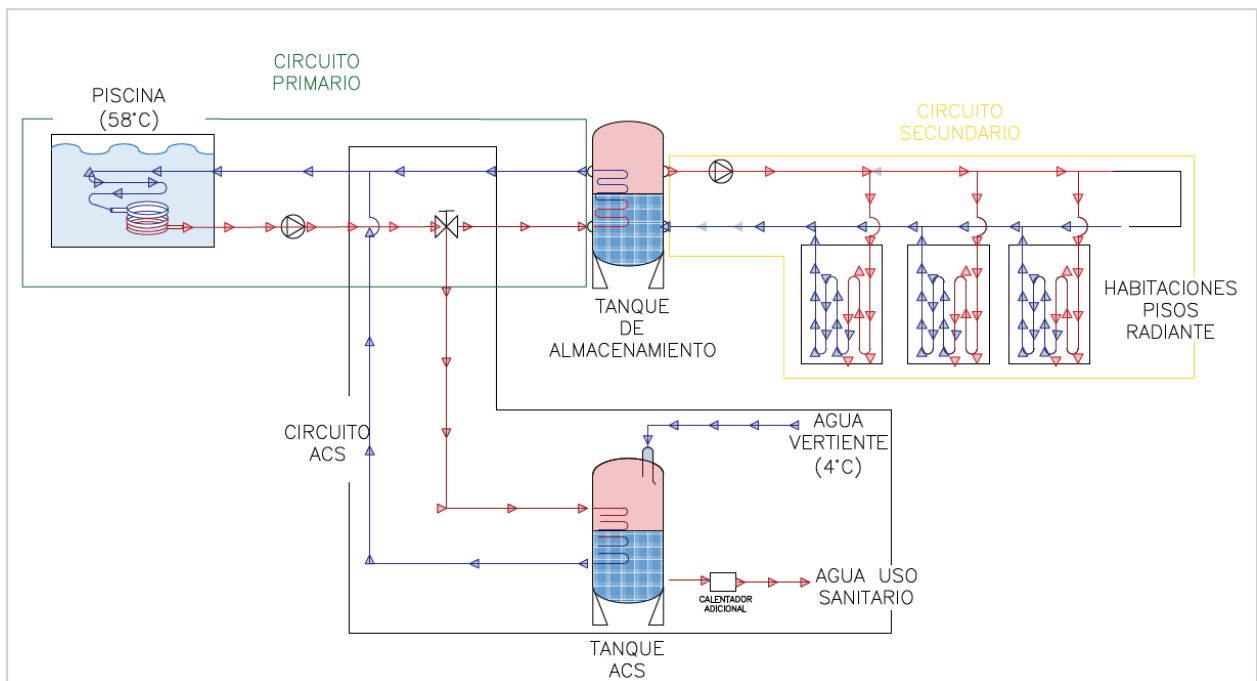 CIRCUITO
PRIMARIO
PISCINA
(58°C)
CIRCUITO
SECUNDARIO
TANQUE
DE
ALMACENAMIENTO
HABITACIONES
PISOS
RADIANTE
CIRCUITO
ACS
AGUA
VERTIENTE
(4°C)
CALENTADOR
ADICIONAL
AGUA USO
SANITARIO
TANQUE
ACS